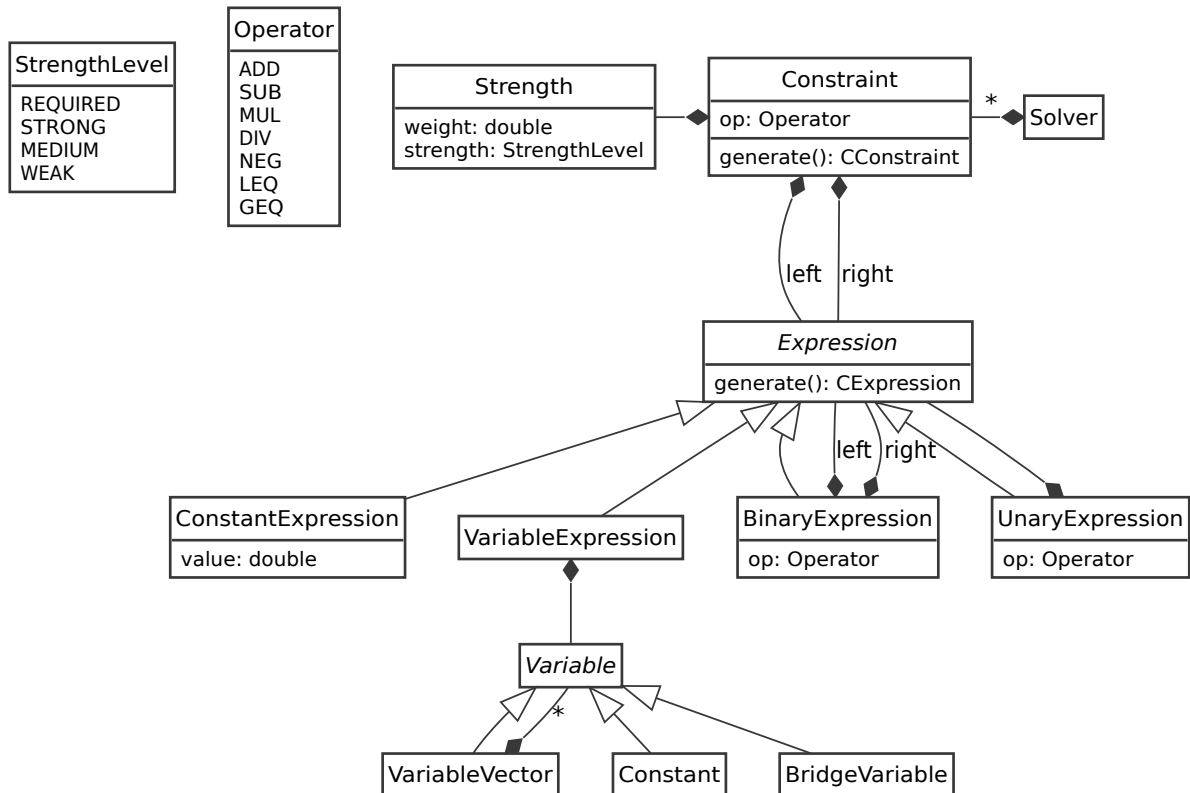 StrengthLevel
REQUIRED
STRONG
MEDIUM
WEAK
Operator
ADD
SUB
MUL
DIV
NEG
LEQ
GEQ
Strength
weight: double
strength: StrengthLevel
Constraint
op: Operator
generate(): CConstraint
*
Solver
left
right
Expression
generate(): CExpression
left
right
ConstantExpression
value: double
VariableExpression
BinaryExpression
op: Operator
UnaryExpression
op: Operator
Variable
*
VariableVector
Constant
BridgeVariable